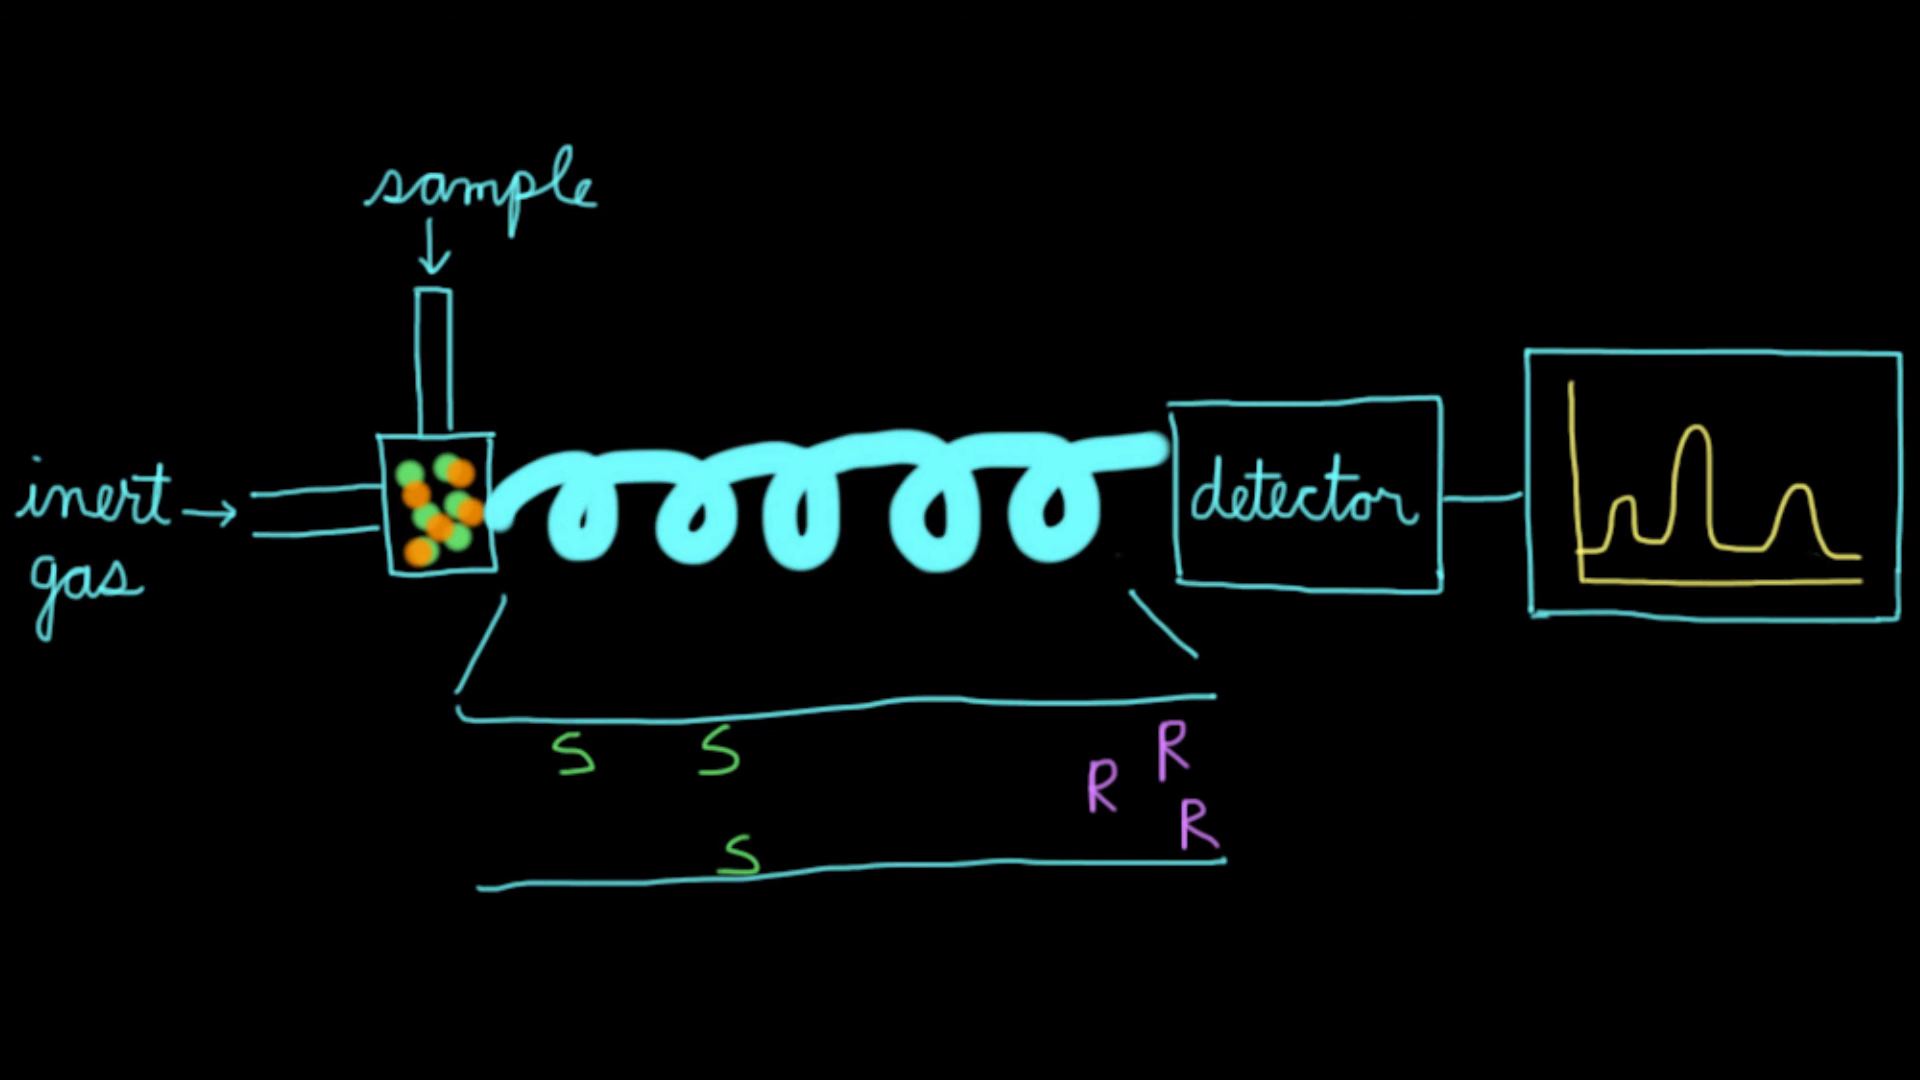 sample
inert
gas
detector
S S R
R
R
S